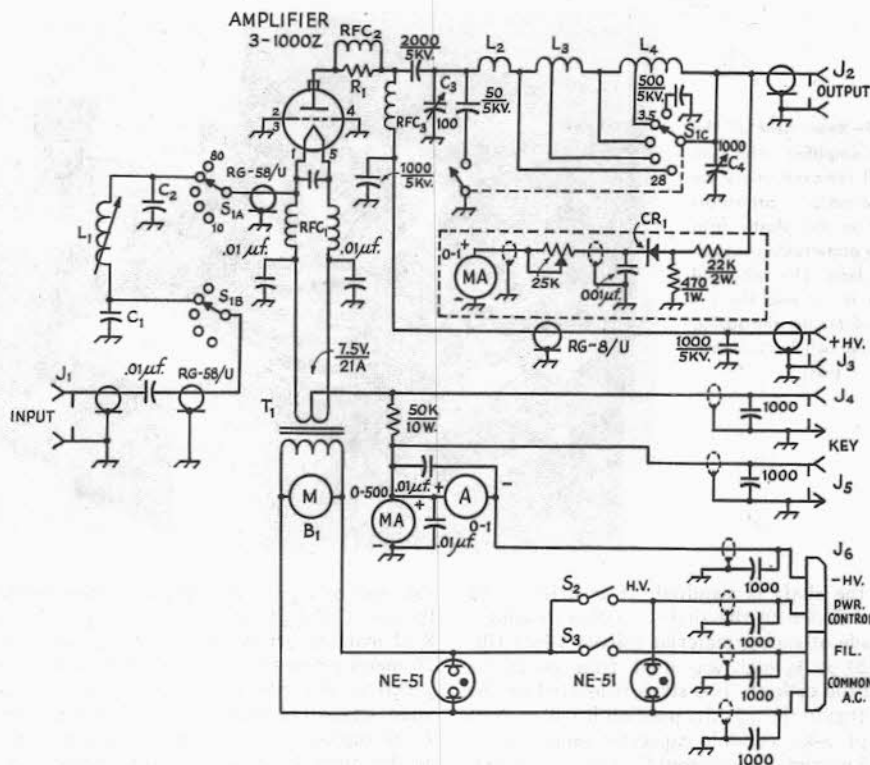 AMPLIFIER
3-1000Z
RFC2
R1
2000
5KV.
L2
L3
L4
J2
OUTPUT
50
5KV.
C3
100
RFC3
500
5KV.
3.5
S1C
1000
C4
28
2
3
4
1
5
1000
5KV.
80
RG-58/U
C2
S1A
10
L1
RFC1
.01μf.
.01μf.
S1B
C1
CR1
0-1
+
MA
-
25K
.001μf.
470
1W.
22K
2W.
RG-8/U
1000
5KV.
+HV.
J3
7.5V.
21A
J1
.01μf.
RG-58/U
INPUT
T1
50K
10W.
1000
J4
KEY
1000
J5
M
B1
0-500
.01μf.
+
A
-
MA
+
-
0-1
.01μf.
J6
1000
-HV.
S2
H.V.
PWR.
CONTROL
1000
S3
FIL.
NE-51
NE-51
1000
COMMON
A.C.
1000